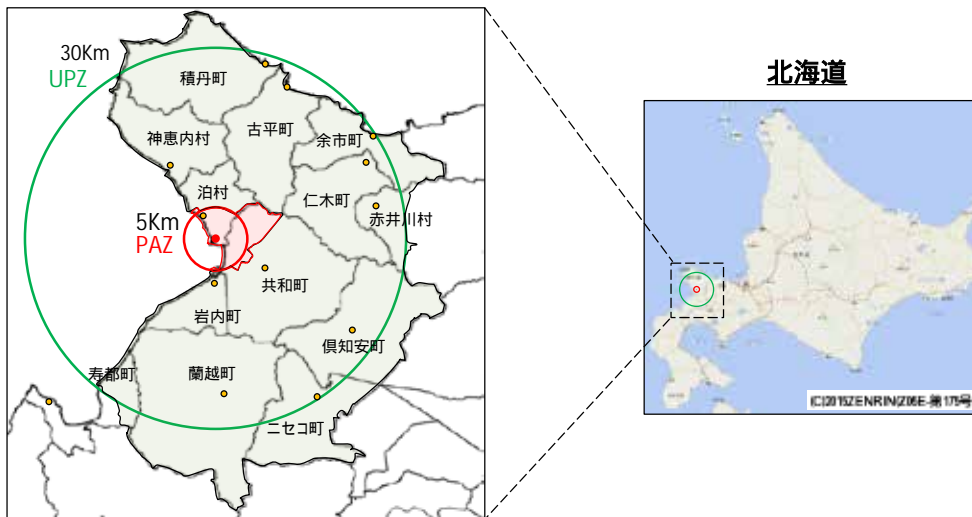 30Km
UPZ
積丹町
古平町
余市町
神恵内村
仁木町
泊村
赤井川村
5Km
PAZ
共和町
岩内町
倶知安町
寿都町
蘭越町
ニセコ町
北海道
(C)2015ZENRIN(Z05E-第175号